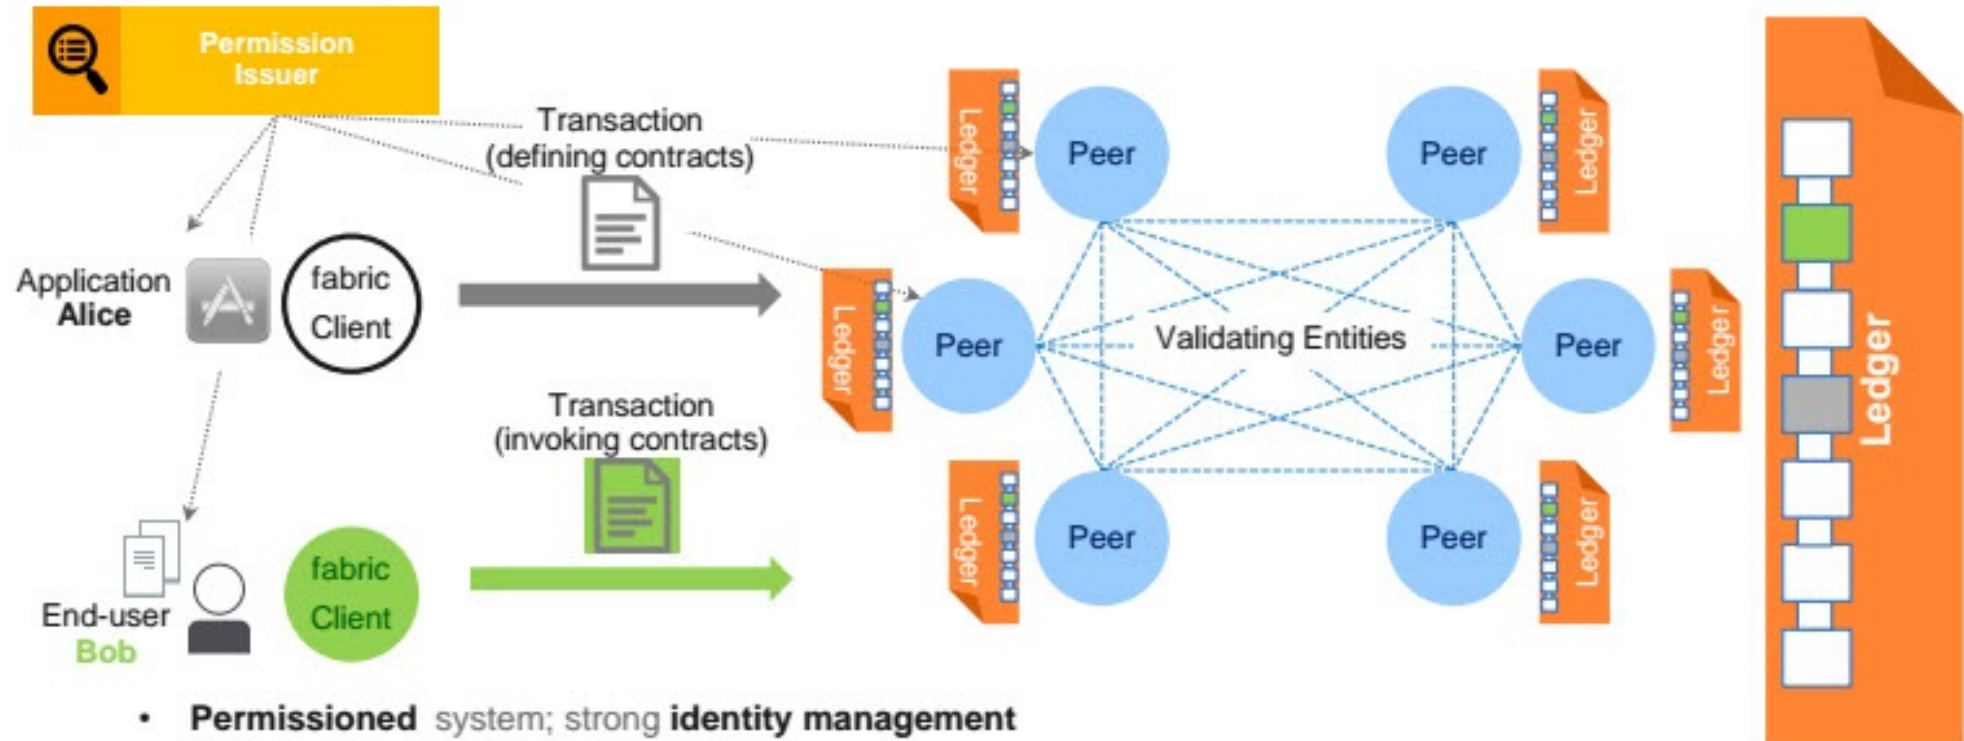 Permission
Issuer
Transaction
(defining contracts)
Ledger
Peer
Peer
Ledger
Application
Alice
fabric
Client
Ledger
Peer
Validating Entities
Peer
Ledger
Ledger
Transaction
(invoking contracts)
End-user
Bob
fabric
Client
Ledger
Peer
Peer
Ledger
• Permissioned system; strong identity management